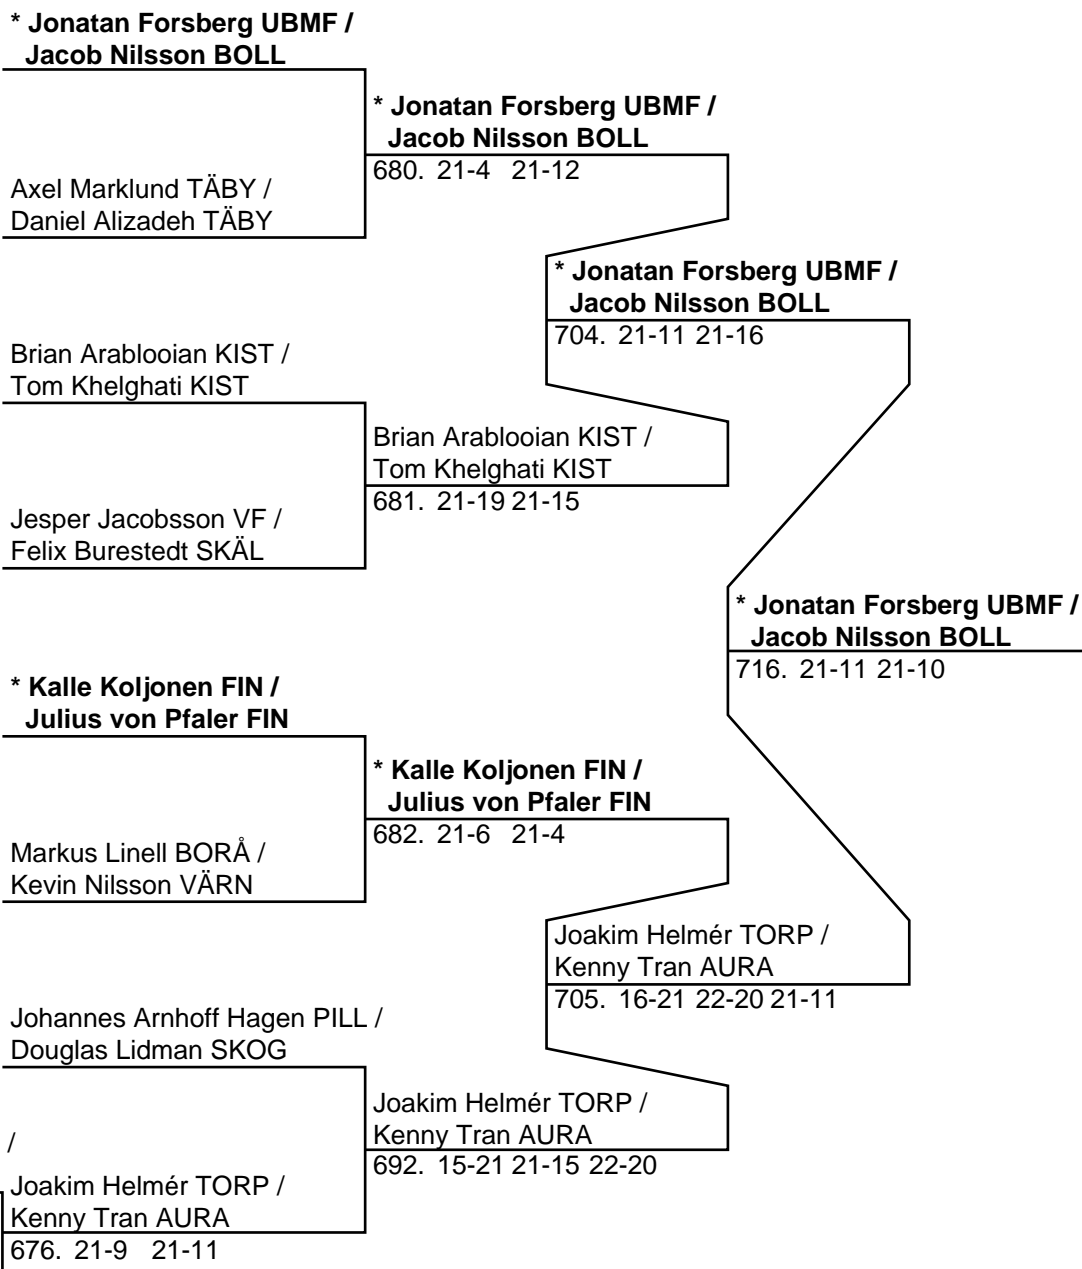 * Jonatan Forsberg UBMF /
Jacob Nilsson BOLL
* Jonatan Forsberg UBMF /
Jacob Nilsson BOLL
680. 21-4 21-12
Axel Marklund TÄBY /
Daniel Alizadeh TÄBY
* Jonatan Forsberg UBMF /
Jacob Nilsson BOLL
704. 21-11 21-16
Brian Arablooian KIST /
Tom Khelghati KIST
Brian Arablooian KIST /
Tom Khelghati KIST
681. 21-19 21-15
Jesper Jacobsson VF /
Felix Burestedt SKÄL
* Jonatan Forsberg UBMF /
Jacob Nilsson BOLL
716. 21-11 21-10
* Kalle Koljonen FIN /
Julius von Pfaler FIN
* Kalle Koljonen FIN /
Julius von Pfaler FIN
682. 21-6 21-4
Markus Linell BORÅ /
Kevin Nilsson VÄRN
Joakim Helmér TORP /
Kenny Tran AURA
705. 16-21 22-20 21-11
Johannes Arnhoff Hagen PILL /
Douglas Lidman SKOG
Joakim Helmér TORP /
Kenny Tran AURA
692. 15-21 21-15 22-20
/
Joakim Helmér TORP /
Kenny Tran AURA
676. 21-9 21-11